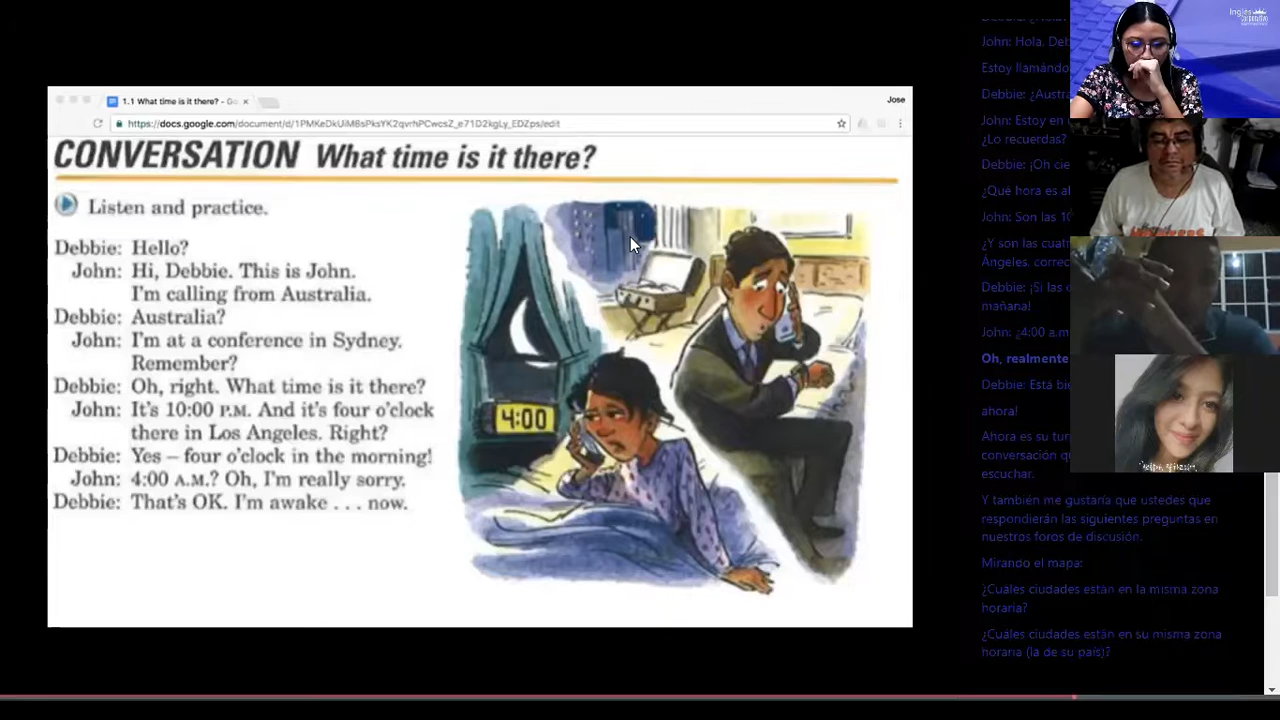 1.1 What time is it there? - Go
Jose
https://docs.google.com/document/d/1PMKeDkUiMBsPksYK2qvrhPCwcsZ_e71D2kgLy_EDZps/edit
CONVERSATION What time is it there?
Listen and practice.
Debbie: Hello?
John: Hi, Debbie. This is John.
I'm calling from Australia.
Debbie: Australia?
John: I'm at a conference in Sydney.
Remember?
Debbie: Oh, right. What time is it there?
John: It's 10:00 P.M. And it's four o'clock
there in Los Angeles. Right?
Debbie: Yes – four o'clock in the morning!
John: 4:00 A.M.? Oh, I'm really sorry.
Debbie: That's OK. I'm awake . . . now.
4:00
John: Hola. Deb
Estoy llamando
Debbie: ¿Austra
John: Estoy en
¿Lo recuerdas?
Debbie: ¡Oh cie
¿Qué hora es a
John: Son las 10
¿Y son las cuat
Ángeles. correc
Debbie: ¡Si las
mañana!
John: ¿4:00 a.m
Oh, realmente
Debbie: Está bie
ahora!
Ahora es su tur
conversación q
escuchar.
Y también me gustaría que ustedes que
respondierán las siguientes preguntas en
nuestros foros de discusión.
Mirando el mapa:
¿Cuáles ciudades están en la misma zona
horaria?
¿Cuáles ciudades están en su misma zona
horaria (la de su país)?
Inglés